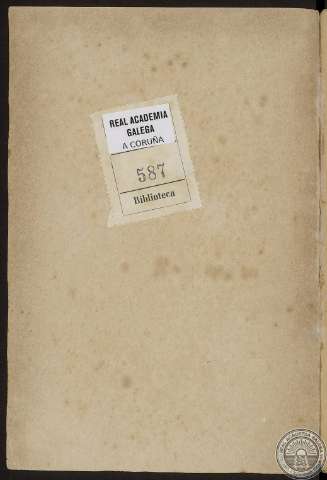 REAL ACADEMIA
GALEGA
A CORUÑA
587
Biblioteca